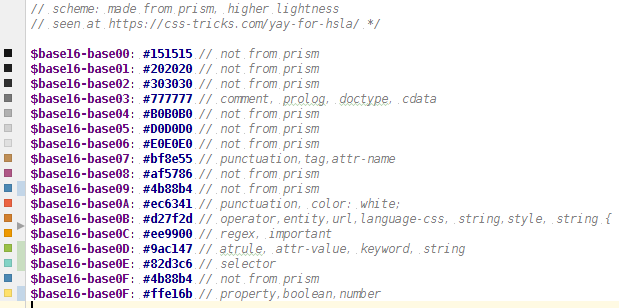 // scheme: made from prism, higher lightness
// seen at https://css-tricks.com/yay-for-hsla/ */
$base16-base00: #151515 // not from prism
$base16-base01: #202020 // not from prism
$base16-base02: #303030 // not from prism
$base16-base03: #777777 // comment, prolog, doctype, cdata
$base16-base04: #B0B0B0 // not from prism
$base16-base05: #D0D0D0 // not from prism
$base16-base06: #E0E0E0 // not from prism
$base16-base07: #bf8e55 // punctuation,tag,attr-name
$base16-base08: #af5786 // not from prism
$base16-base09: #4b88b4 // not from prism
$base16-base0A: #ec6341 // punctuation, color: white;
$base16-base0B: #d27f2d // operator,entity,url,language-css, string,style, string {
$base16-base0C: #ee9900 // regex, important
$base16-base0D: #9ac147 // atrule, attr-value, keyword, string
$base16-base0E: #82d3c6 // selector
$base16-base0F: #4b88b4 // not from prism
$base16-base0F: #ffe16b // property,boolean,number